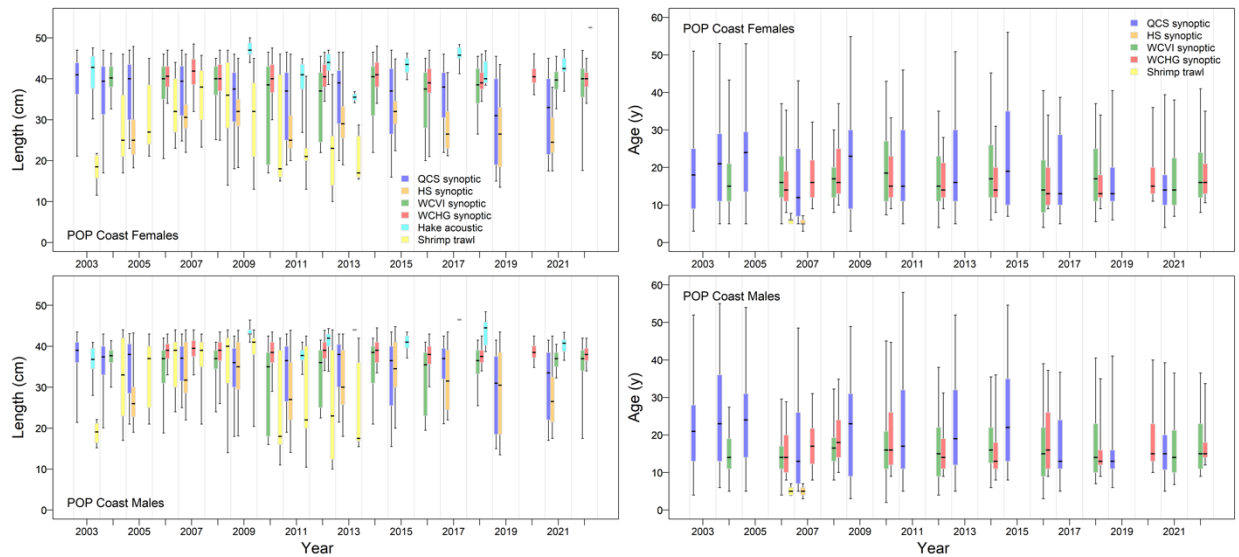 Length (cm)
50
40
30
20
10
0
QCS synoptic
HS synoptic
WCVI synoptic
WCHG synoptic
Hake acoustic
Shrimp trawl
POP Coast Females
2003 2005 2007 2009 2011 2013 2015 2017 2019 2021
Age (y)
60
50
40
30
20
10
0
QCS synoptic
HS synoptic
WCVI synoptic
WCHG synoptic
Shrimp trawl
POP Coast Females
2003 2005 2007 2009 2011 2013 2015 2017 2019 2021
Length (cm)
50
40
30
20
10
0
POP Coast Males
2003 2005 2007 2009 2011 2013 2015 2017 2019 2021
Year
Age (y)
60
50
40
30
20
10
0
POP Coast Males
2003 2005 2007 2009 2011 2013 2015 2017 2019 2021
Year